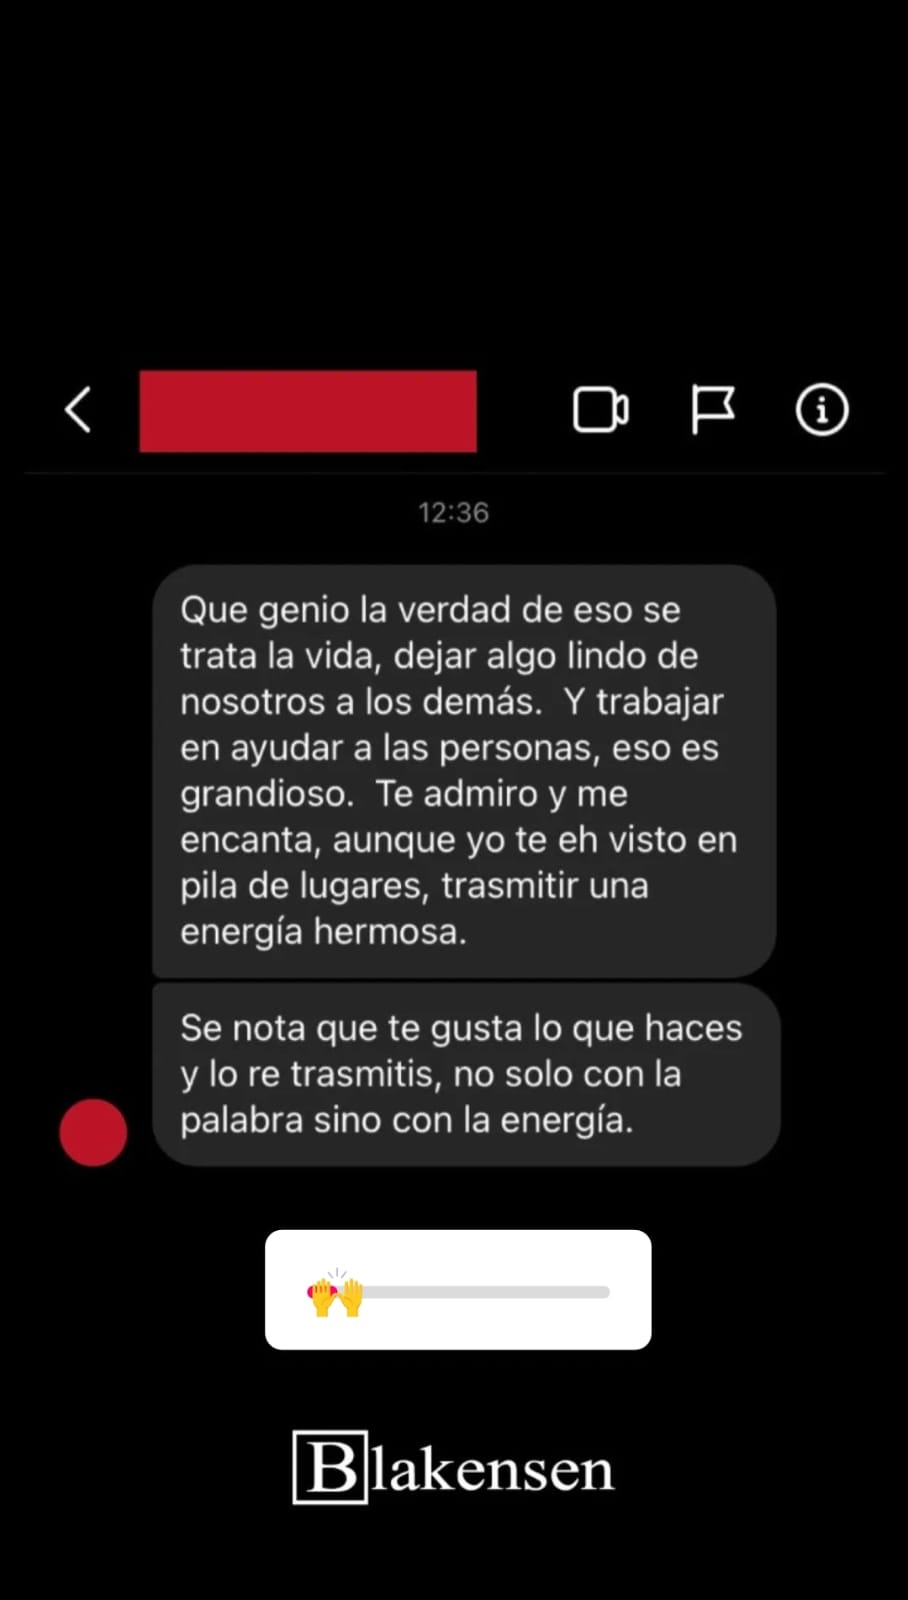 12:36
Que genio la verdad de eso se
trata la vida, dejar algo lindo de
nosotros a los demás.  Y trabajar
en ayudar a las personas, eso es
grandioso.  Te admiro y me
encanta, aunque yo te eh visto en
pila de lugares, trasmitir una
energía hermosa.
Se nota que te gusta lo que haces
y lo re trasmitis, no solo con la
palabra sino con la energía.
Blakensen